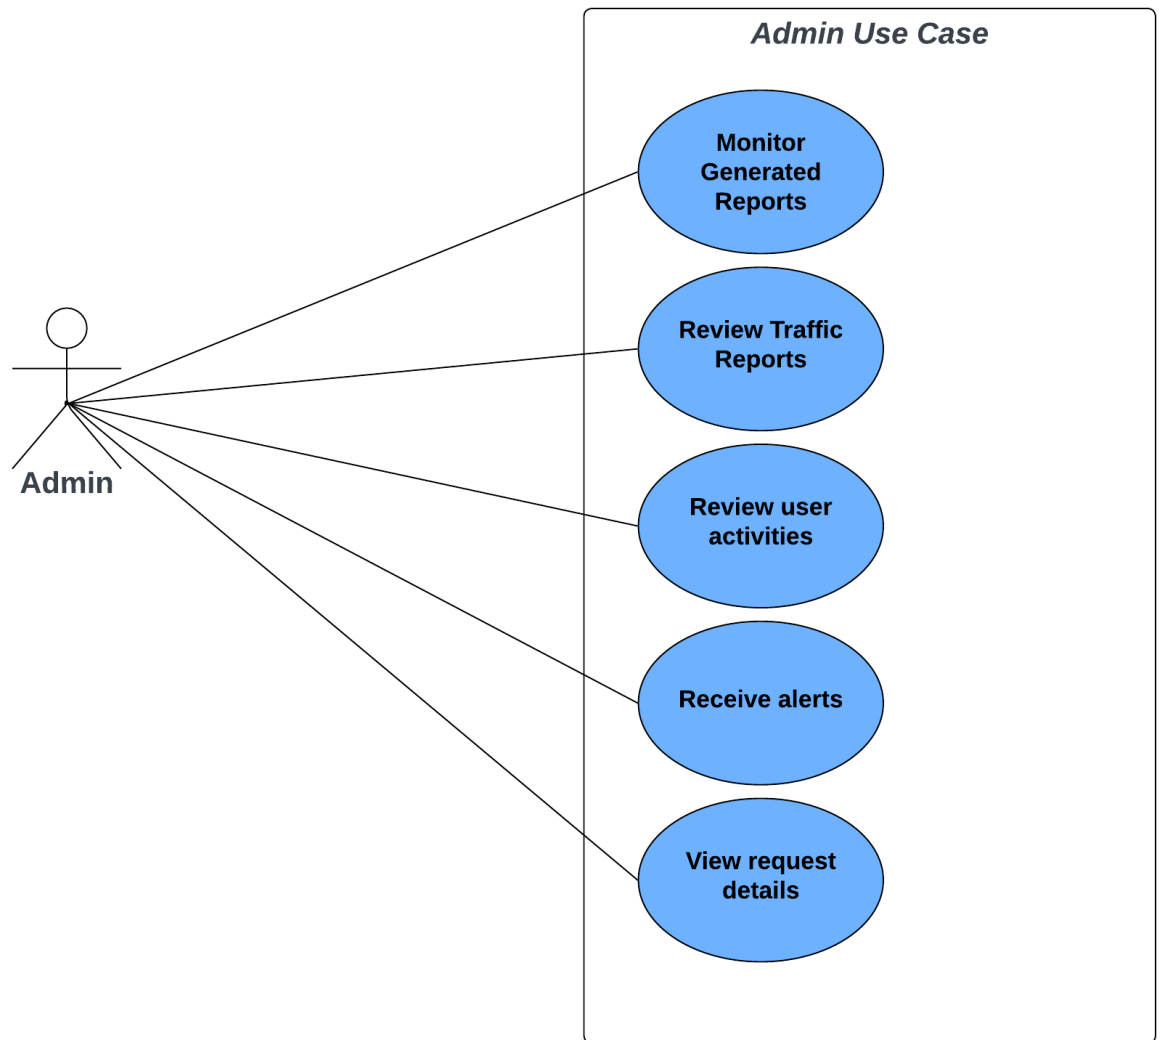 Admin Use Case
Monitor
Generated
Reports
Review Traffic
Reports
Admin
Review user
activities
Receive alerts
View request
details